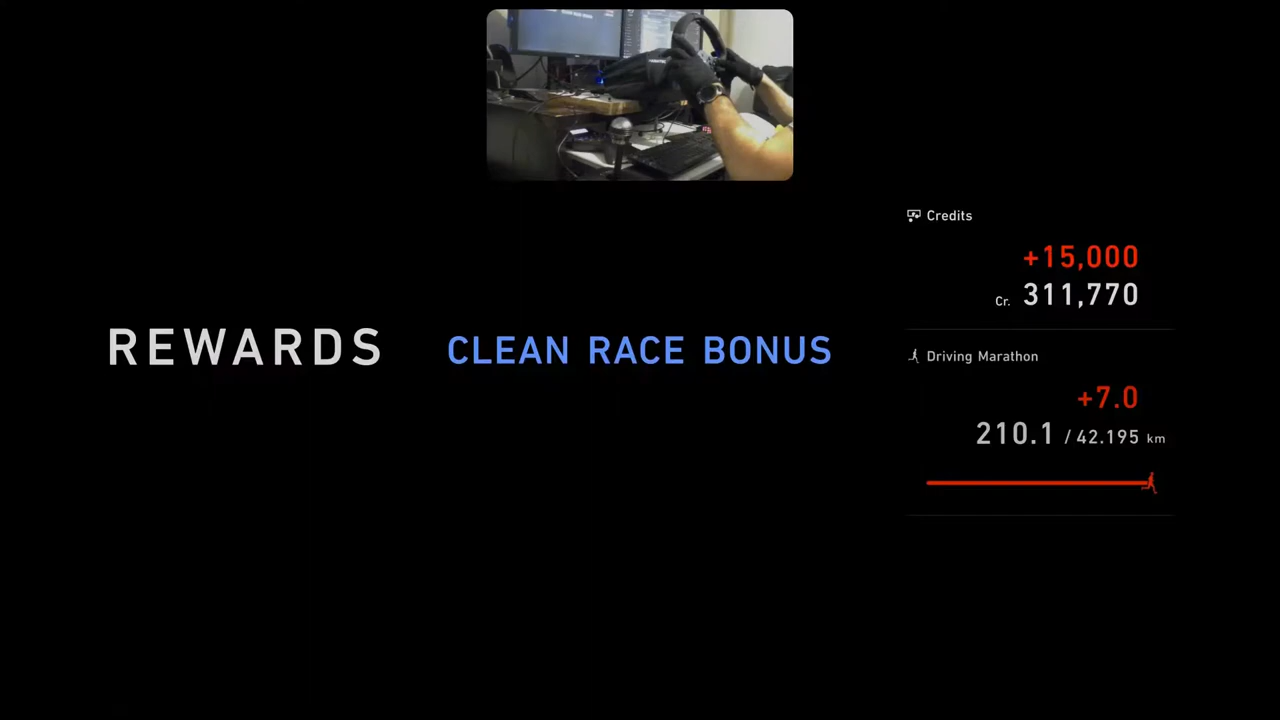 Credits
+15,000
Cr. 311,770
REWARDS
CLEAN RACE BONUS
Driving Marathon
+7.0
210.1 / 42.195 km